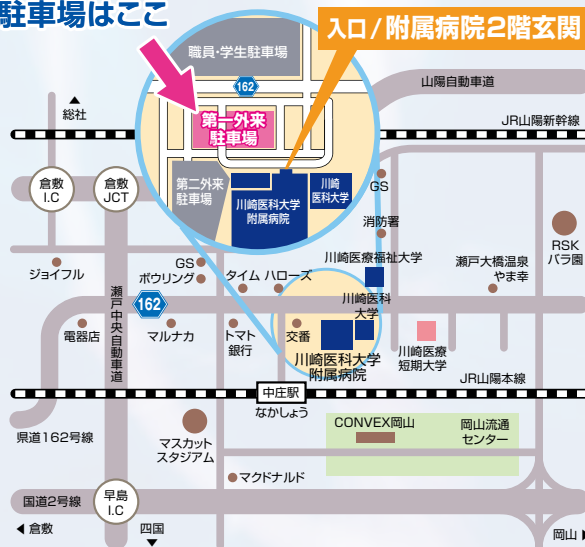 駐車場はここ
入口/附属病院2階玄関
職員・学生駐車場
162
第一外来
駐車場
第二外来
駐車場
川崎医科大学
附属病院
川崎
医科大学
山陽自動車道
総社
JR山陽新幹線
倉敷
I.C
倉敷
JCT
GS
消防署
RSK
バラ園
川崎医療福祉大学
瀬戸大橋温泉
やま幸
ジョイフル
GS
ボウリング
タイム
ハローズ
川崎医科
大学
瀬戸中央自動車道
162
電器店
マルナカ
トマト
銀行
交番
川崎医科大学
附属病院
川崎医療
短期大学
JR山陽本線
中庄駅
なかしょう
県道162号線
マスカット
スタジアム
CONVEX岡山
岡山流通
センター
マクドナルド
国道2号線
早島
I.C
倉敷
四国
岡山